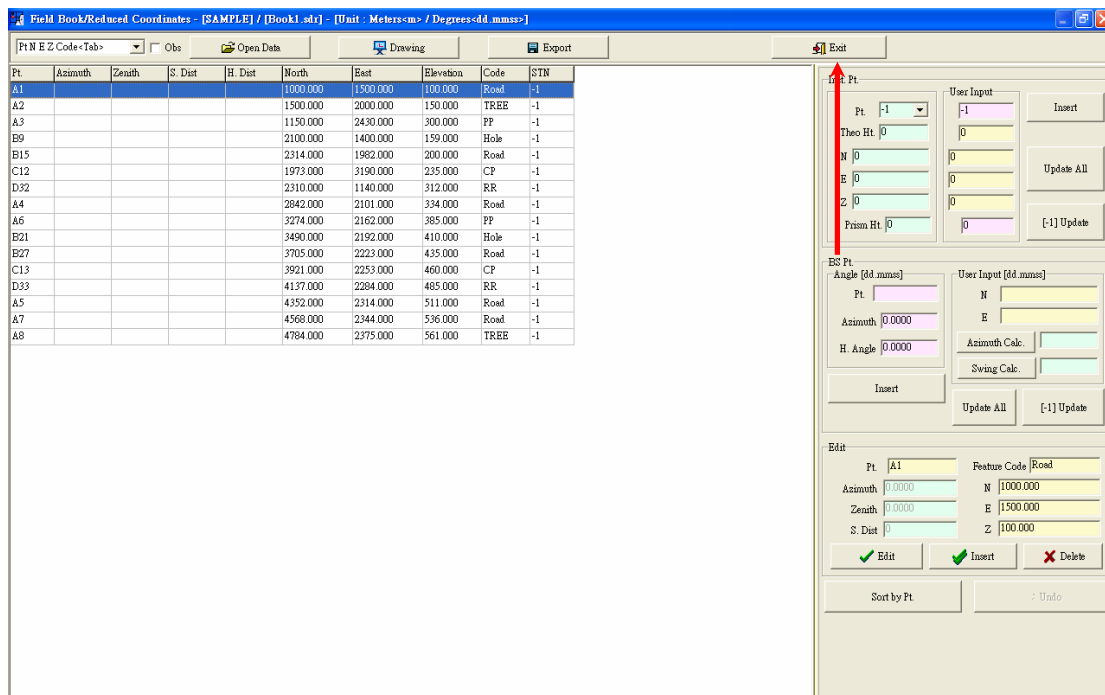 Field Book/Reduced Coordinates - [SAMPLE] / [Book1.sdr] - [Unit : Meters<m> / Degrees<dd.mmss>]
Pt N E Z Code<Tab> Obs Open Data Drawing Export Exit
Pt. Azimuth Zenith S. Dist H. Dist North East Elevation Code STN
A1 1000.000 1500.000 100.000 Road -1
A2 1500.000 2000.000 150.000 TREE -1
A3 1150.000 2430.000 300.000 PP -1
B9 2100.000 1400.000 159.000 Hole -1
B15 2314.000 1982.000 200.000 Road -1
C12 1973.000 3190.000 235.000 CP -1
D32 2310.000 1140.000 312.000 RR -1
A4 2842.000 2101.000 334.000 Road -1
A6 3274.000 2162.000 385.000 PP -1
B21 3490.000 2192.000 410.000 Hole -1
B27 3705.000 2223.000 435.000 Road -1
C13 3921.000 2253.000 460.000 CP -1
D33 4137.000 2284.000 485.000 RR -1
A5 4352.000 2314.000 511.000 Road -1
A7 4568.000 2344.000 536.000 Road -1
A8 4784.000 2375.000 561.000 TREE -1
Inst. Pt.
User Input
Pt. -1 -1 Insert
Theo Ht. 0 0
N 0 0
Update All
E 0 0
Z 0 0
Prism Ht. 0 0 [-1] Update
BS Pt.
Angle [dd.mmss] User Input [dd.mmss]
Pt. N
Azimuth 0.0000 E
H. Angle 0.0000 Azimuth Calc.
Swing Calc.
Insert
Update All [-1] Update
Edit
Pt. A1 Feature Code Road
Azimuth 0.0000 N 1000.000
Zenith 0.0000 E 1500.000
S. Dist 0 Z 100.000
Edit Insert Delete
Sort by Pt. : Undo